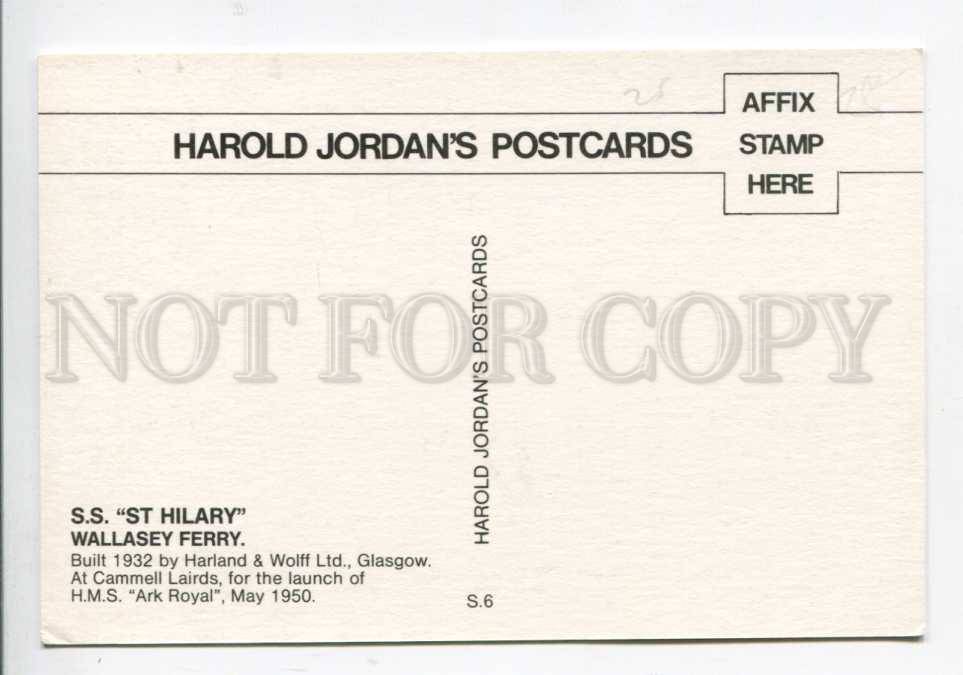 AFFIX
HAROLD JORDAN'S POSTCARDS
STAMP
HERE
HAROLD JORDAN'S POSTCARDS
NOT FOR COPY
S.S. “ST HILARY”
WALLASEY FERRY.
Built 1932 by Harland & Wolff Ltd., Glasgow.
At Cammell Lairds, for the launch of
H.M.S. “Ark Royal”, May 1950.
S.6